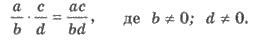 a/b · c/d = ac/bd, де b ≠ 0; d ≠ 0.